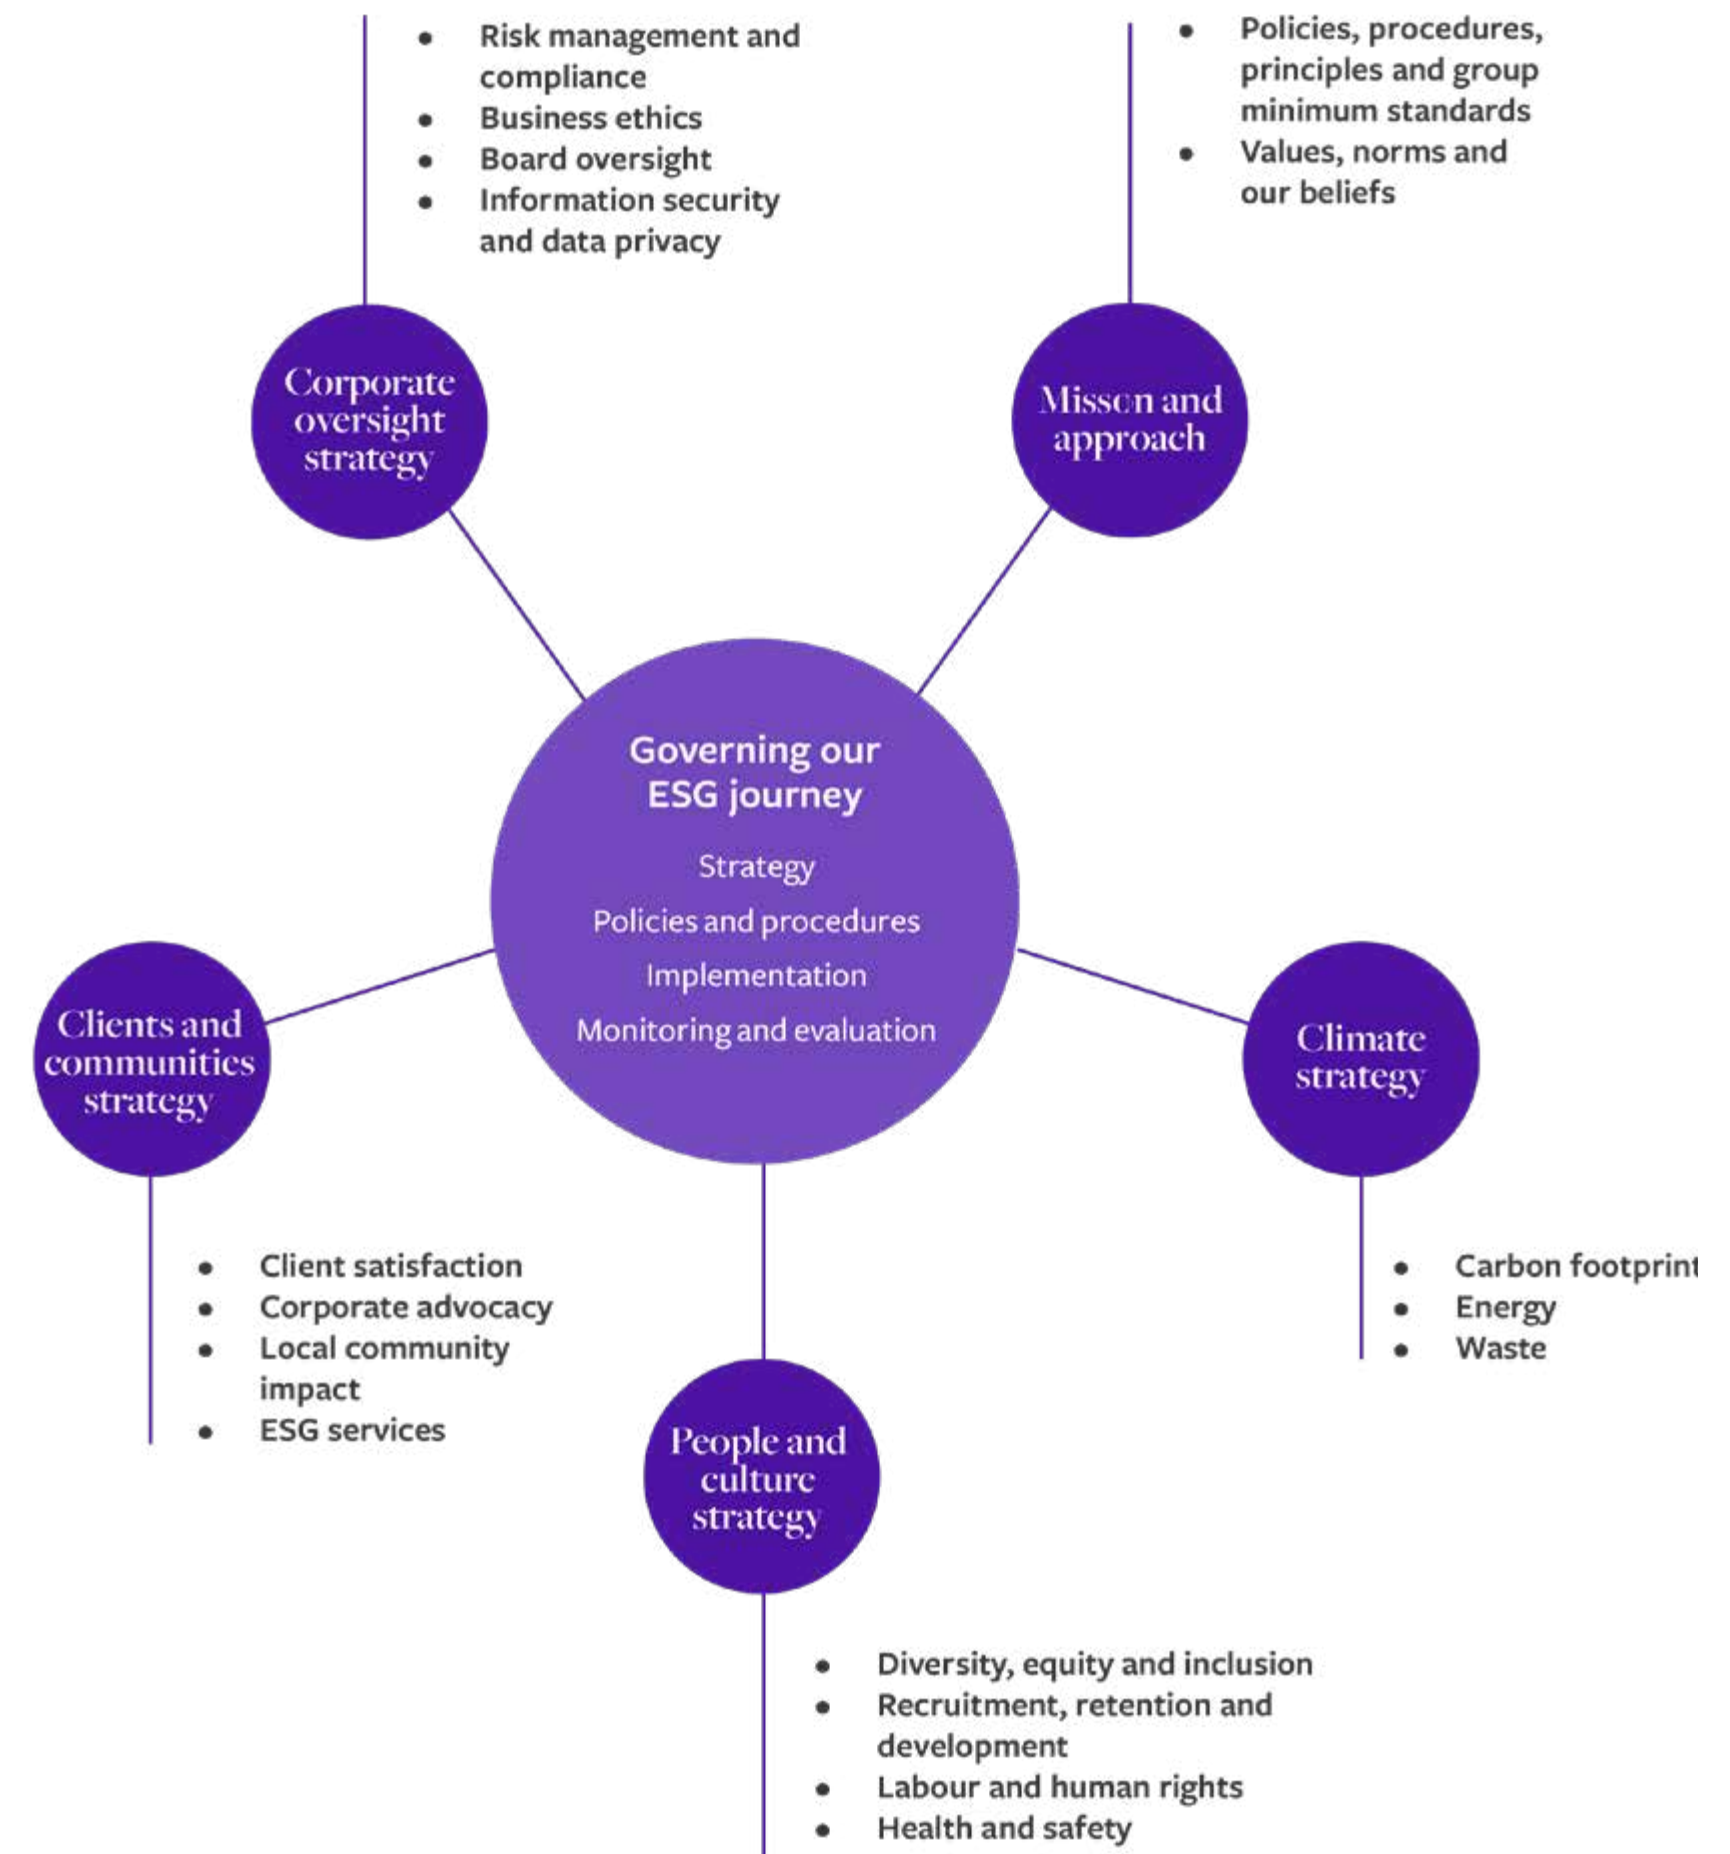 • Risk management and
compliance
• Business ethics
• Board oversight
• Information security
and data privacy
• Policies, procedures,
principles and group
minimum standards
• Values, norms and
our beliefs
Corporate
oversight
strategy
Misson and
approach
Governing our
ESG journey
Strategy
Policies and procedures
Implementation
Monitoring and evaluation
Clients and
communities
strategy
Climate
strategy
• Client satisfaction
• Corporate advocacy
• Local community
impact
• ESG services
• Carbon footprint
• Energy
• Waste
People and
culture
strategy
• Diversity, equity and inclusion
• Recruitment, retention and
development
• Labour and human rights
• Health and safety